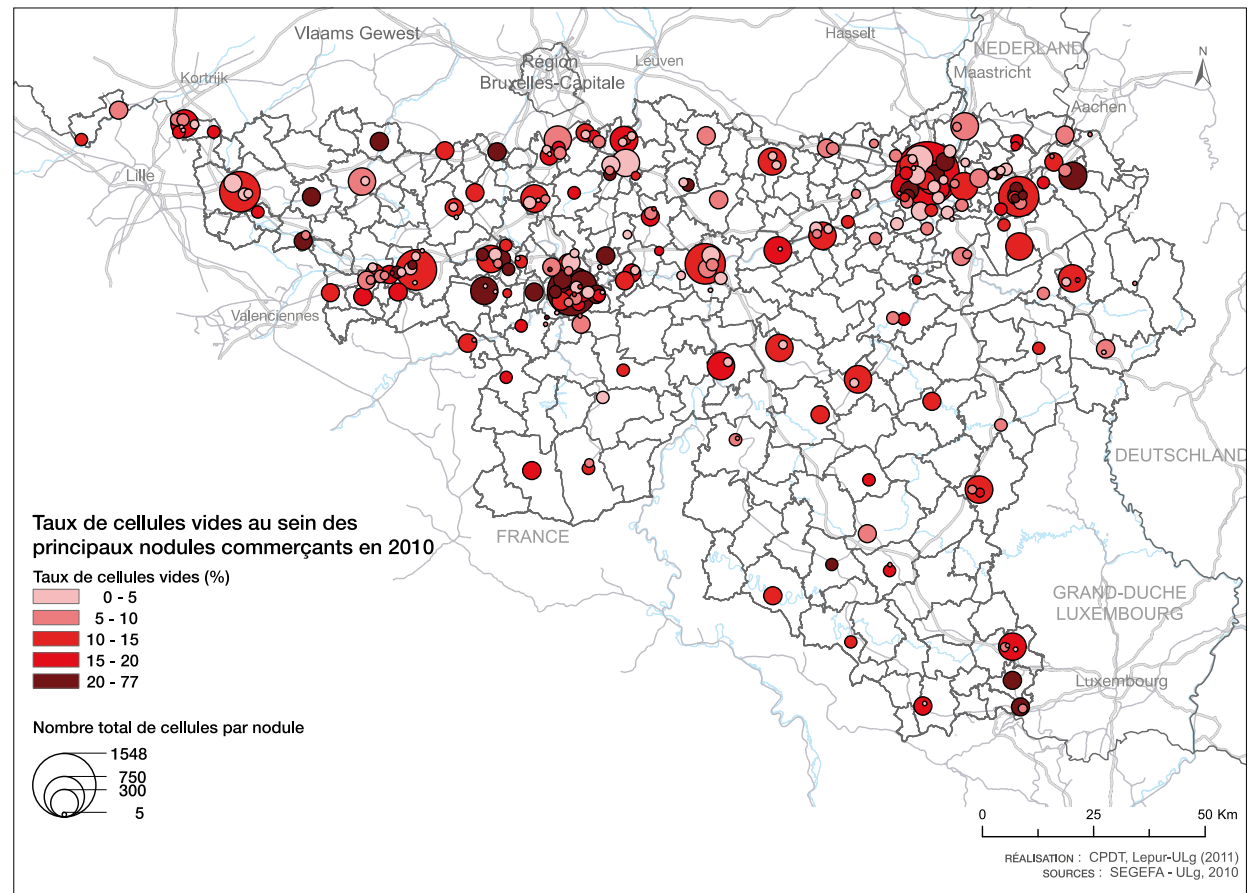 Vlaams Gewest
Hasselt
NEDERLAND
N
Région
Bruxelles-Capitale
Leuven
Maastricht
Kortrijk
Aachen
Lille
Valenciennes
DEUTSCHLAND
FRANCE
GRAND-DUCHE
LUXEMBOURG
Luxembourg
Taux de cellules vides au sein des
principaux nodules commerçants en 2010
Taux de cellules vides (%)
0 - 5
5 - 10
10 - 15
15 - 20
20 - 77
Nombre total de cellules par nodule
1548
750
300
5
0 25 50 Km
RÉALISATION : CPDT, Lepur-ULg (2011)
SOURCES : SEGEFA - ULg, 2010